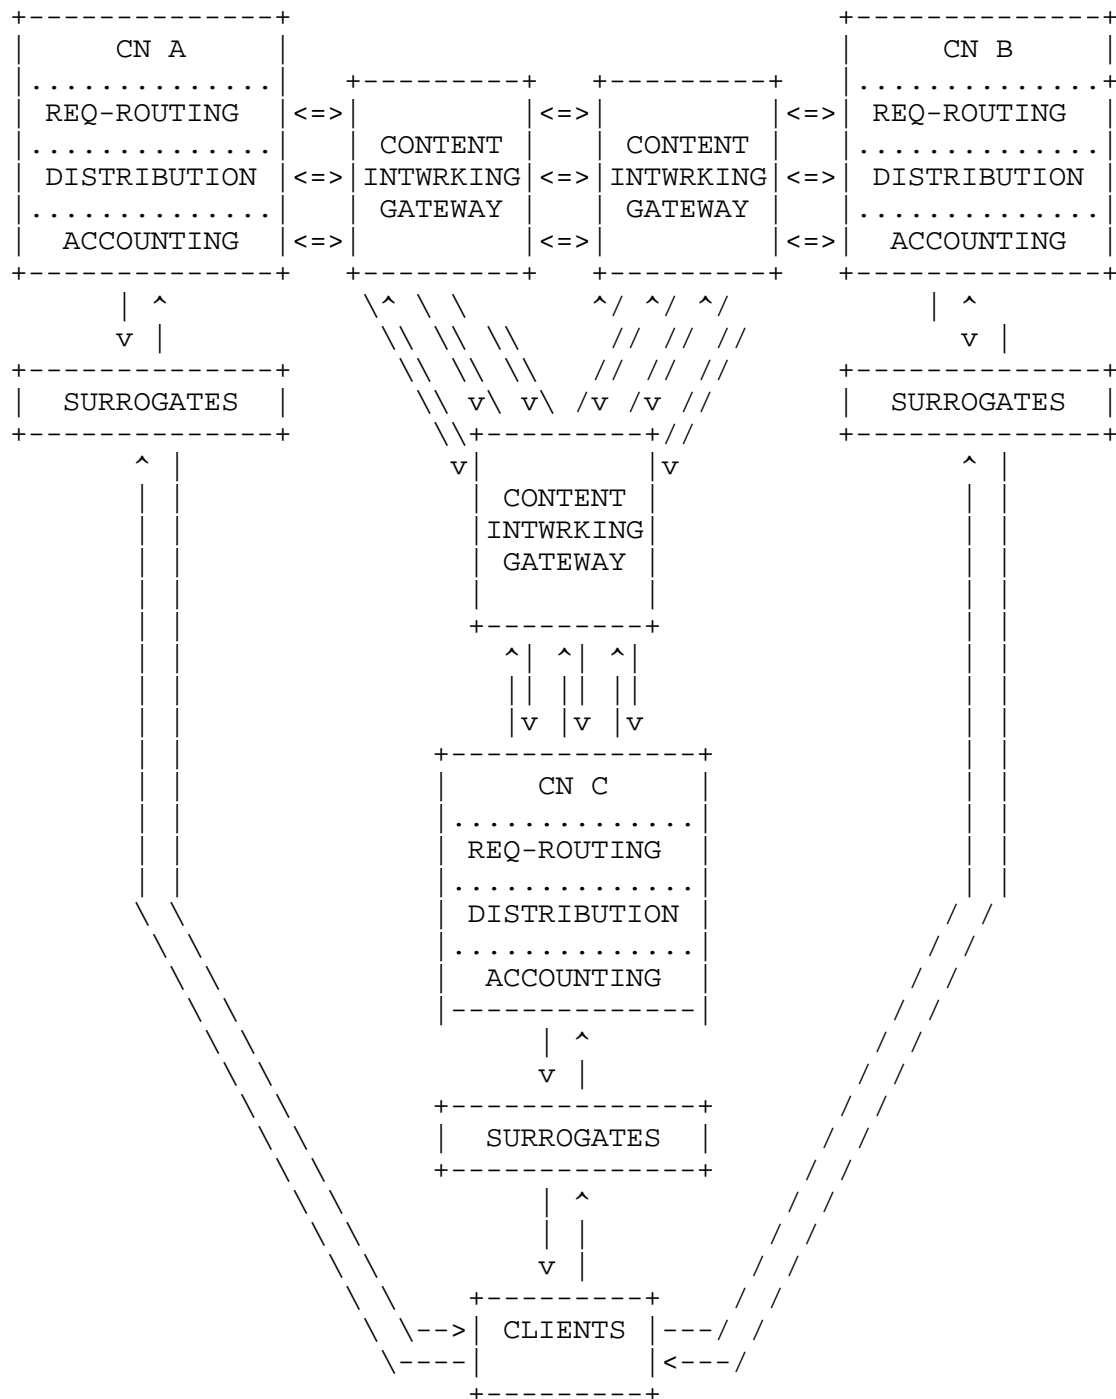 CN A
CN B
REQ-ROUTING
REQ-ROUTING
CONTENT
CONTENT
DISTRIBUTION
INTWRKING
INTWRKING
DISTRIBUTION
GATEWAY
GATEWAY
ACCOUNTING
ACCOUNTING
SURROGATES
SURROGATES
CONTENT
INTWRKING
GATEWAY
CN C
REQ-ROUTING
DISTRIBUTION
ACCOUNTING
SURROGATES
CLIENTS